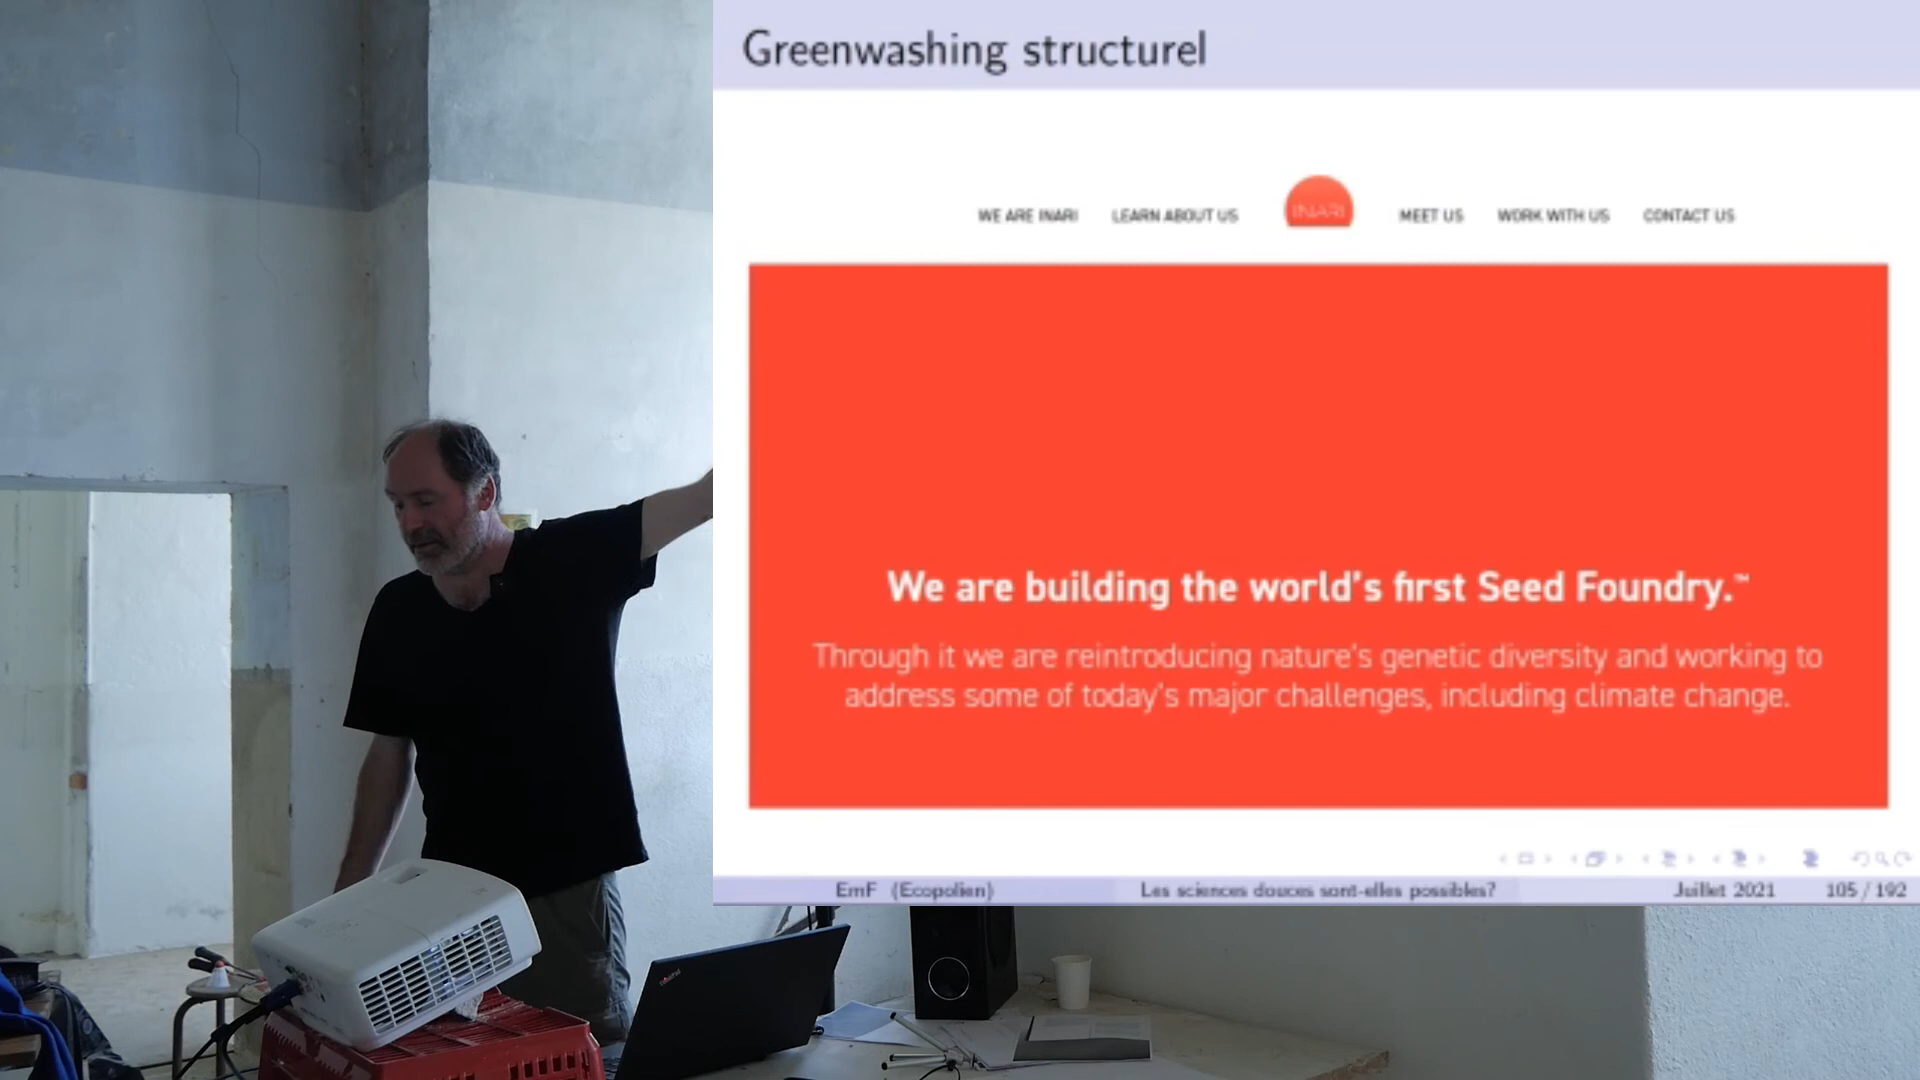 Greenwashing structurel
WE ARE INARI LEARN ABOUT US INARI MEET US WORK WITH US CONTACT US
We are building the world's first Seed Foundry.™
Through it we are reintroducing nature's genetic diversity and working to
address some of today's major challenges, including climate change.
EmF (Ecopolien) Les sciences douces sont-elles possibles? Juillet 2021 105 / 192